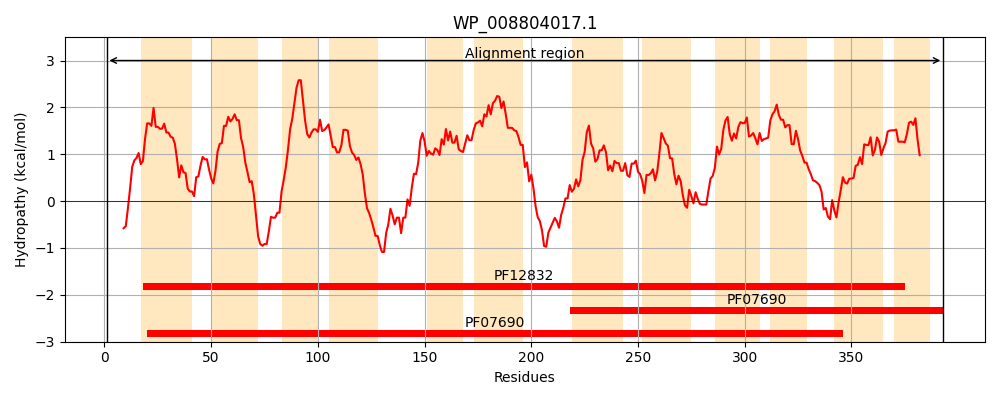 WP_008804017.1
Alignment region
Hydropathy (kcal/mol)
3
2
1
0
−1
−2
−3
PF12832
PF07690
PF07690
0 50 100 150 200 250 300 350
Residues